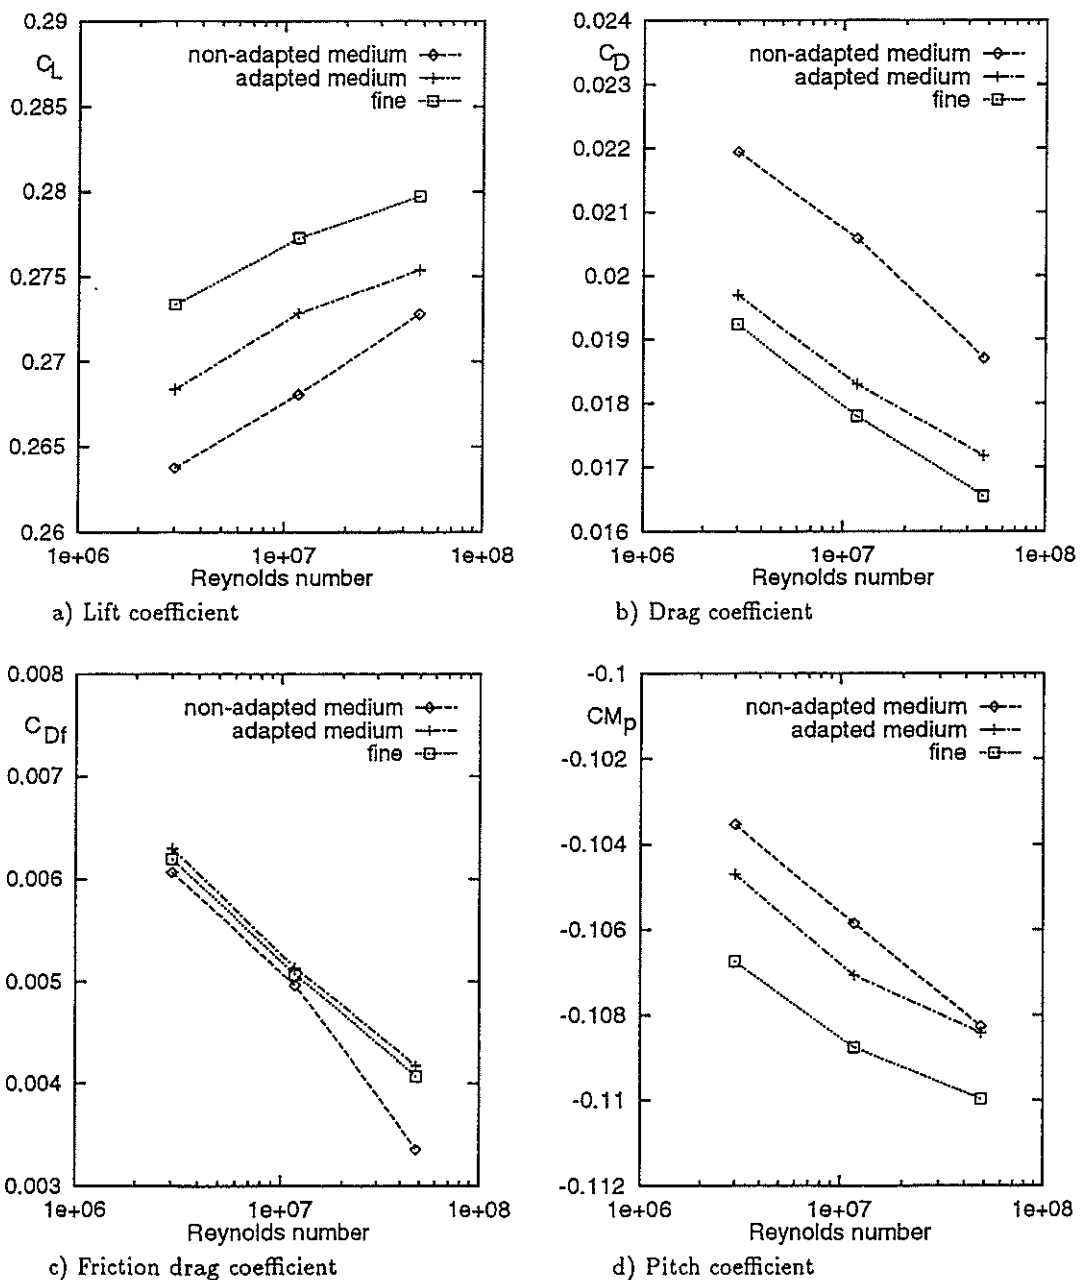 0.29
C_L
0.285
0.28
0.275
0.27
0.265
0.26
non-adapted medium
adapted medium
fine
1e+06
1e+07
1e+08
Reynolds number
a) Lift coefficient
0.024
C_D
0.023
0.022
0.021
0.02
0.019
0.018
0.017
0.016
non-adapted medium
adapted medium
fine
1e+06
1e+07
1e+08
Reynolds number
b) Drag coefficient
0.008
C_Df
0.007
0.006
0.005
0.004
0.003
non-adapted medium
adapted medium
fine
1e+06
1e+07
1e+08
Reynolds number
c) Friction drag coefficient
-0.1
CM_p
-0.102
-0.104
-0.106
-0.108
-0.11
-0.112
non-adapted medium
adapted medium
fine
1e+06
1e+07
1e+08
Reynolds number
d) Pitch coefficient